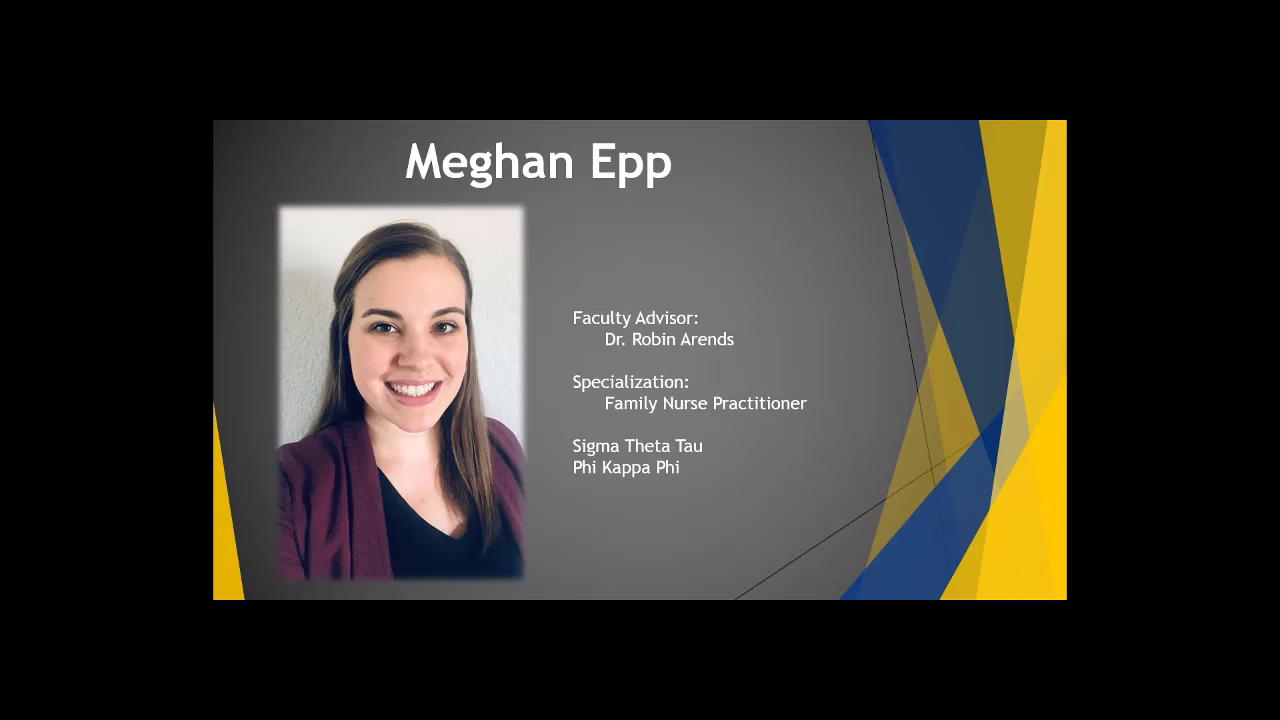 Meghan Epp
Faculty Advisor:
Dr. Robin Arends
Specialization:
Family Nurse Practitioner
Sigma Theta Tau
Phi Kappa Phi